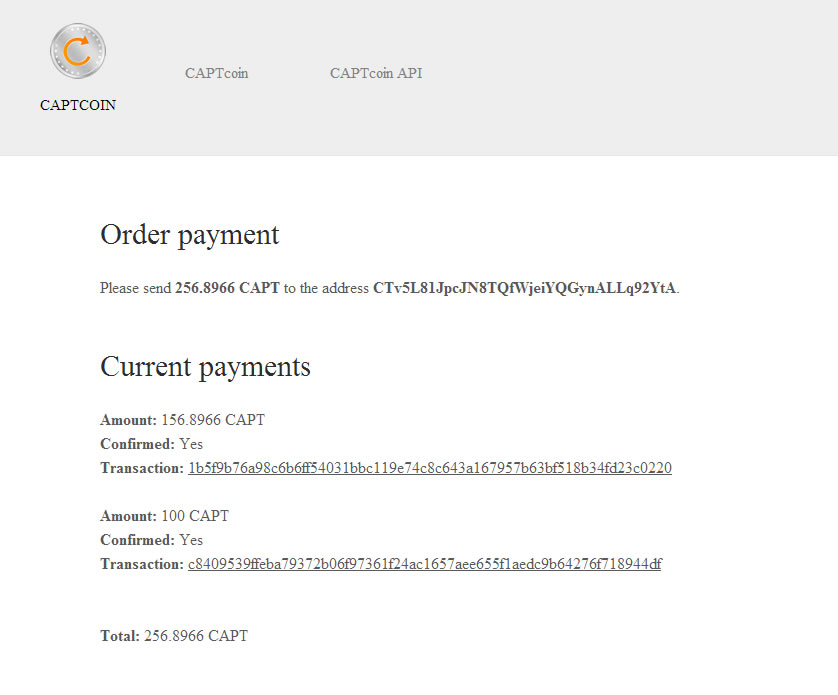 CAPTCOIN
CAPTcoin
CAPTcoin API
Order payment
Please send 256.8966 CAPT to the address CTv5L81JpcJN8TQfWjeiYQGynALLq92YtA.
Current payments
Amount: 156.8966 CAPT
Confirmed: Yes
Transaction: 1b5f9b76a98c6b6ff54031bbc119e74c8c643a167957b63bf518b34fd23c0220
Amount: 100 CAPT
Confirmed: Yes
Transaction: c8409539ffeba79372b06f97361f24ac1657aee655f1aedc9b64276f718944df
Total: 256.8966 CAPT